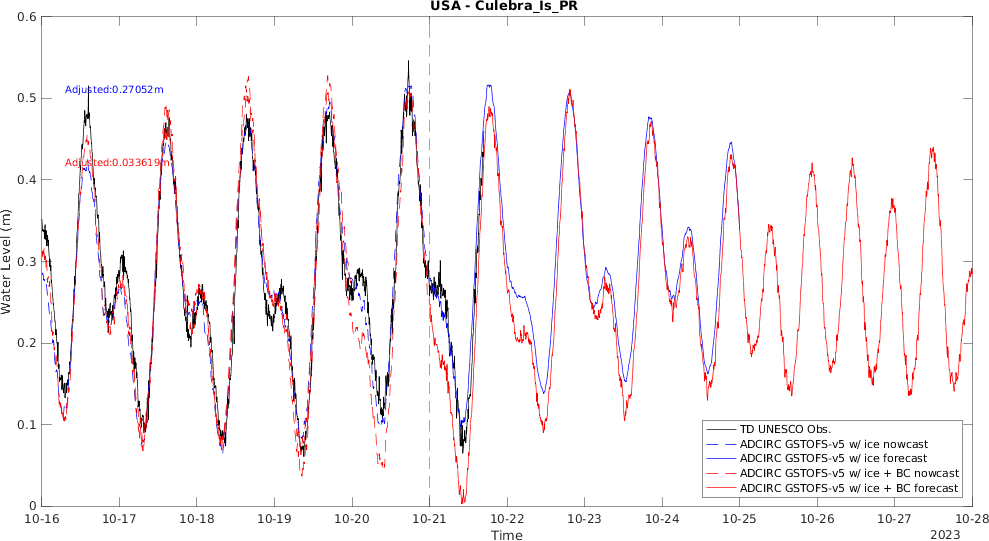 USA - Culebra_Is_PR
0.6
0.5
0.4
0.3
0.2
0.1
0
Water Level (m)
Adjusted:0.27052m
Adjusted:0.033619m
TD UNESCO Obs.
ADCIRC GSTOFS-v5 w/ ice nowcast
ADCIRC GSTOFS-v5 w/ ice forecast
ADCIRC GSTOFS-v5 w/ ice + BC nowcast
ADCIRC GSTOFS-v5 w/ ice + BC forecast
10-16 10-17 10-18 10-19 10-20 10-21 10-22 10-23 10-24 10-25 10-26 10-27 10-28
Time
2023